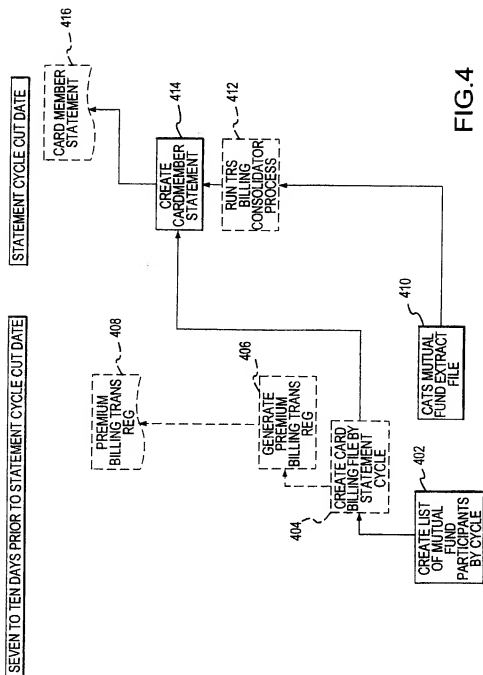 SEVEN TO TEN DAYS PRIOR TO STATEMENT CYCLE CUT DATE
STATEMENT CYCLE CUT DATE
416
CARD MEMBER
STATEMENT
408
PREMIUM
BILLING TRANS
REG
414
CREATE
CARDMEMBER
STATEMENT
406
GENERATE
PREMIUM
BILLING TRANS
REG
412
RUN TRS
BILLING
CONSOLIDATOR
PROCESS
404
CREATE CARD
BILLING FILE BY
STATEMENT
CYCLE
402
CREATE LIST
OF MUTUAL
FUND
PARTICIPANTS
BY CYCLE
410
CATS MUTUAL
FUND EXTRACT
FILE
FIG.4